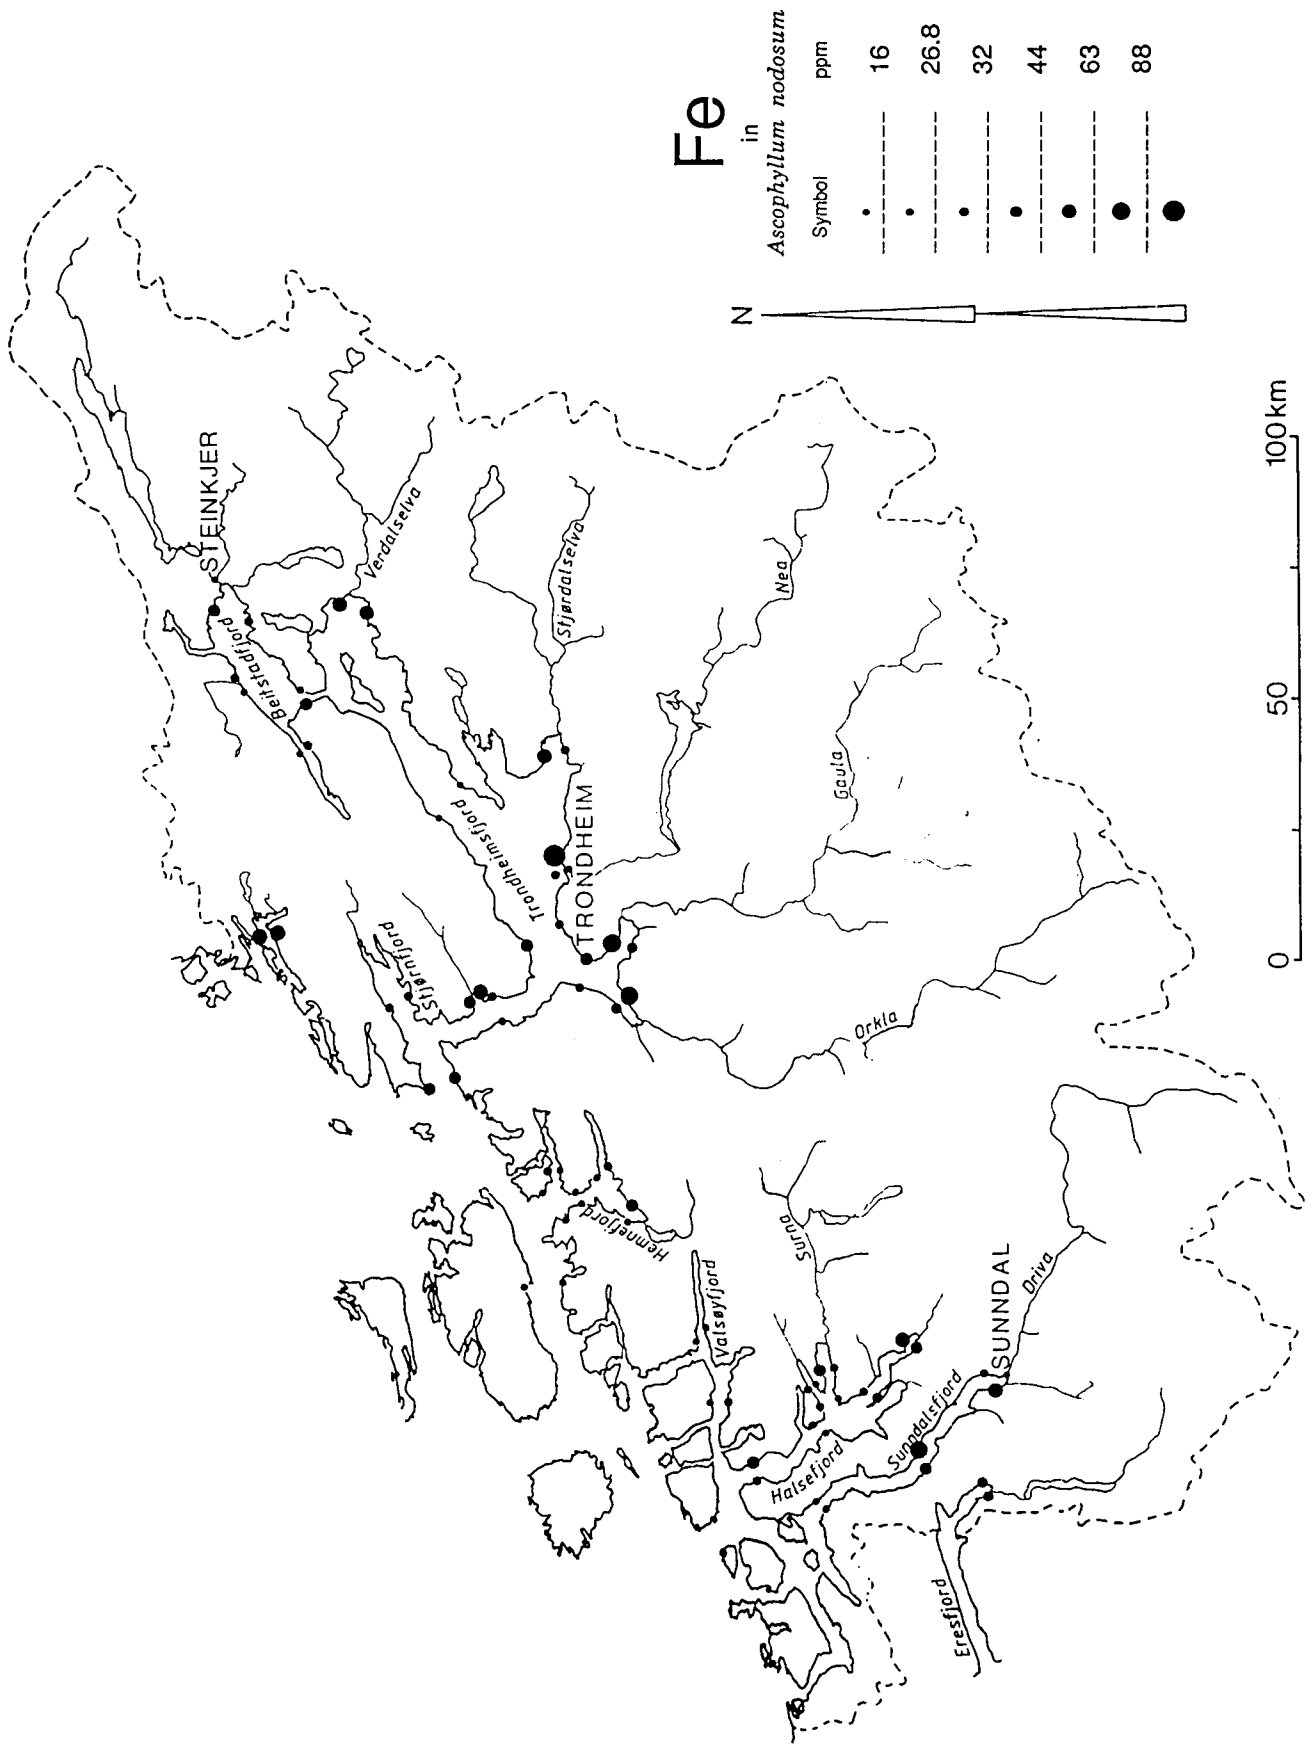 Fe
in
Ascophyllum nodosum
Symbol ppm
16
26.8
32
44
63
88
N
0 50 100 km
STEINKJER
Beitstadfjord
Verdalselva
Stjørdalselva
Trondheimsfjord
TRONDHEIM
Stjørnfjord
Nea
Gaula
Orkla
Hemnefjord
Valsøyfjord
Surna
Halsefjord
Sunndalsfjord
SUNNDAL
Driva
Eresfjord